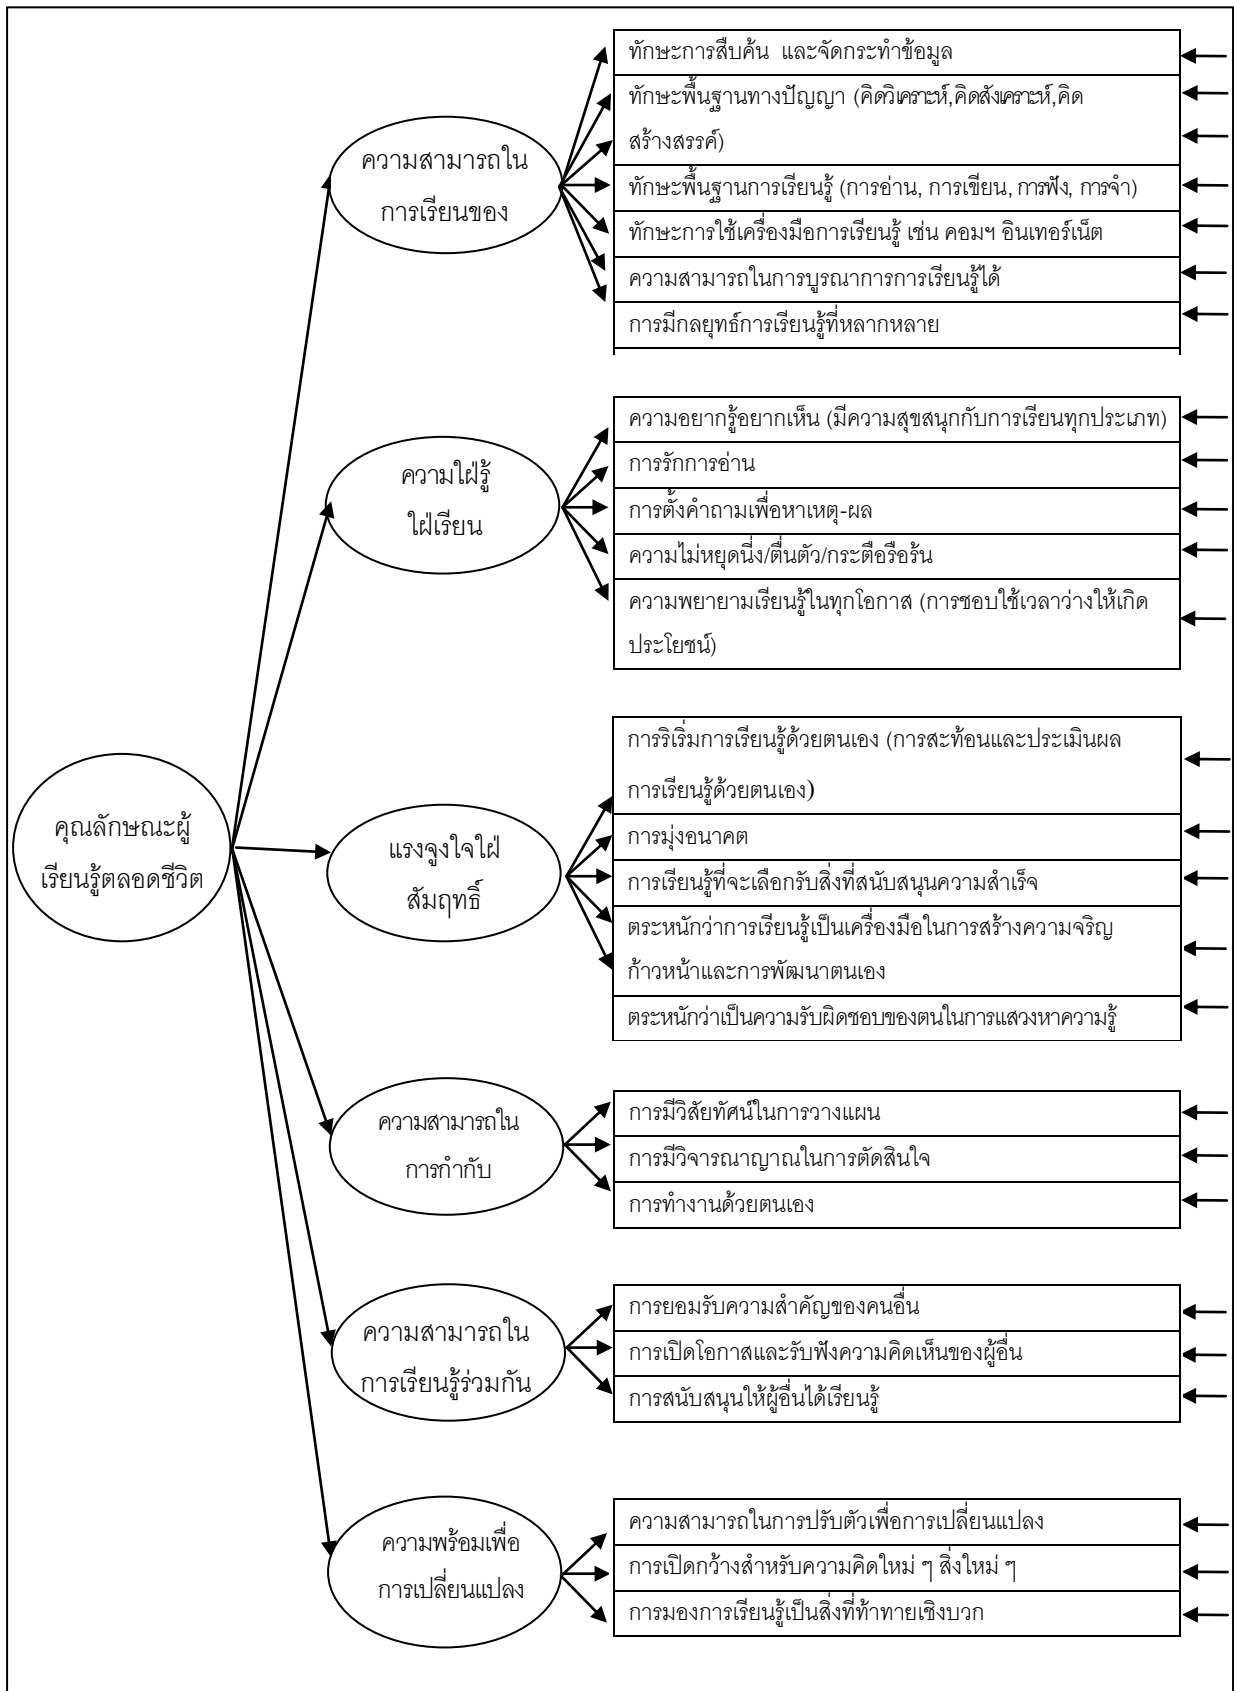 คุณลักษณะผู้
เรียนรู้ตลอดชีวิต
ความสามารถใน
การเรียนของ
ทักษะการสืบค้น และจัดกระทำข้อมูล
ทักษะพื้นฐานทางปัญญา (คิดวิเคราะห์,คิดสังเคราะห์,คิด
สร้างสรรค์)
ทักษะพื้นฐานการเรียนรู้ (การอ่าน, การเขียน, การฟัง, การจำ)
ทักษะการใช้เครื่องมือการเรียนรู้ เช่น คอมฯ อินเทอร์เน็ต
ความสามารถในการบูรณาการการเรียนรู้ได้
การมีกลยุทธ์การเรียนรู้ที่หลากหลาย
ความใฝ่รู้
ใฝ่เรียน
ความอยากรู้อยากเห็น (มีความสุขสนุกกับการเรียนทุกประเภท)
การรักการอ่าน
การตั้งคำถามเพื่อหาเหตุ-ผล
ความไม่หยุดนี่ง/ตื่นตัว/กระตือรือร้น
ความพยายามเรียนรู้ในทุกโอกาส (การชอบใช้เวลาว่างให้เกิด
ประโยชน์)
แรงจูงใจใฝ่
สัมฤทธิ์
การริเริ่มการเรียนรู้ด้วยตนเอง (การสะท้อนและประเมินผล
การเรียนรู้ด้วยตนเอง)
การมุ่งอนาคต
การเรียนรู้ที่จะเลือกรับสิ่งที่สนับสนุนความสำเร็จ
ตระหนักว่าการเรียนรู้เป็นเครื่องมือในการสร้างความจริญ
ก้าวหน้าและการพัฒนาตนเอง
ตระหนักว่าเป็นความรับผิดชอบของตนในการแสวงหาความรู้
ความสามารถใน
การกำกับ
การมีวิสัยทัศน์ในการวางแผน
การมีวิจารณาญาณในการตัดสินใจ
การทำงานด้วยตนเอง
ความสามารถใน
การเรียนรู้ร่วมกัน
การยอมรับความสำคัญของคนอื่น
การเปิดโอกาสและรับฟังความคิดเห็นของผู้อื่น
การสนับสนุนให้ผู้อื่นได้เรียนรู้
ความพร้อมเพื่อ
การเปลี่ยนแปลง
ความสามารถในการปรับตัวเพื่อการเปลี่ยนแปลง
การเปิดกว้างสำหรับความคิดใหม่ ๆ สิ่งใหม่ ๆ
การมองการเรียนรู้เป็นสิ่งที่ท้าทายเชิงบวก